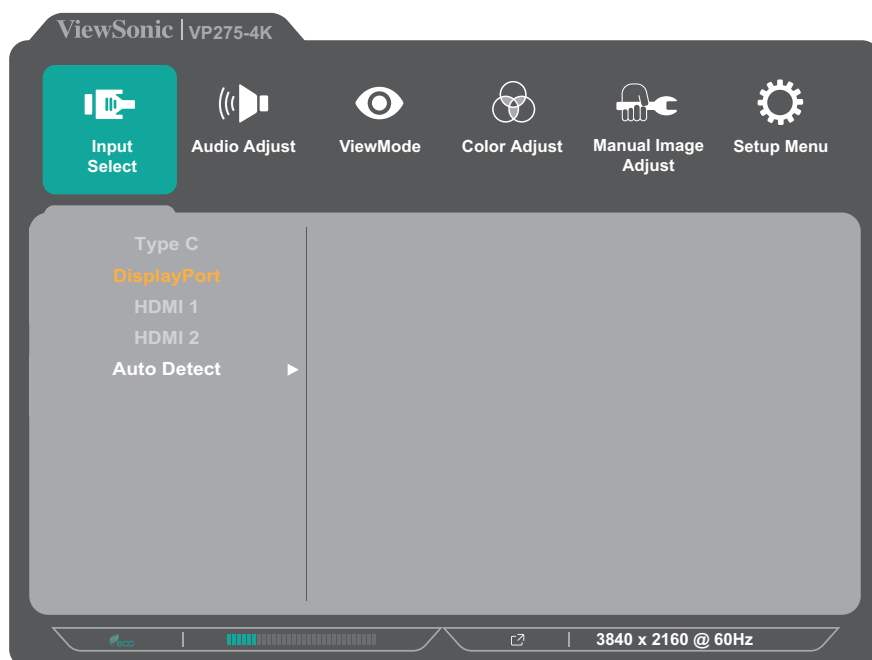 ViewSonic | VP275-4K
Input
Select
Audio Adjust
ViewMode
Color Adjust
Manual Image
Adjust
Setup Menu
Type C
DisplayPort
HDMI 1
HDMI 2
Auto Detect
eco
3840 x 2160 @ 60Hz